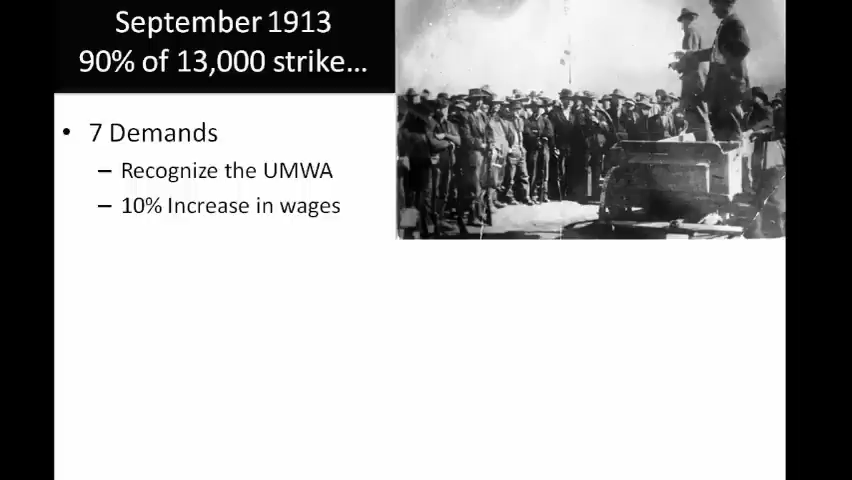 September 1913
90% of 13,000 strike…
• 7 Demands
– Recognize the UMWA
– 10% Increase in wages